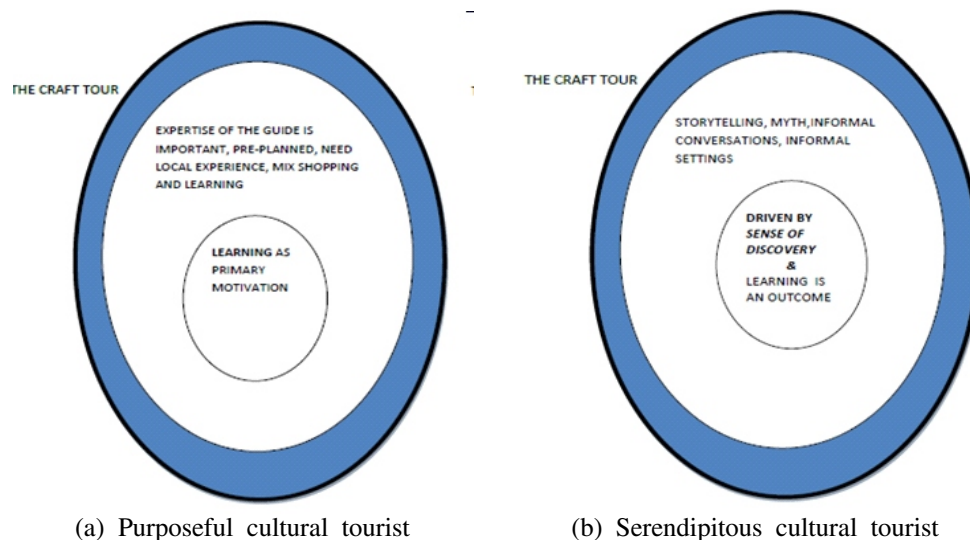 THE CRAFT TOUR
EXPERTISE OF THE GUIDE IS
IMPORTANT, PRE-PLANNED, NEED
LOCAL EXPERIENCE, MIX SHOPPING
AND LEARNING
LEARNING AS
PRIMARY
MOTIVATION
(a) Purposeful cultural tourist
THE CRAFT TOUR
STORYTELLING, MYTH,INFORMAL
CONVERSATIONS, INFORMAL
SETTINGS
DRIVEN BY
SENSE OF
DISCOVERY
&
LEARNING IS
AN OUTCOME
(b) Serendipitous cultural tourist